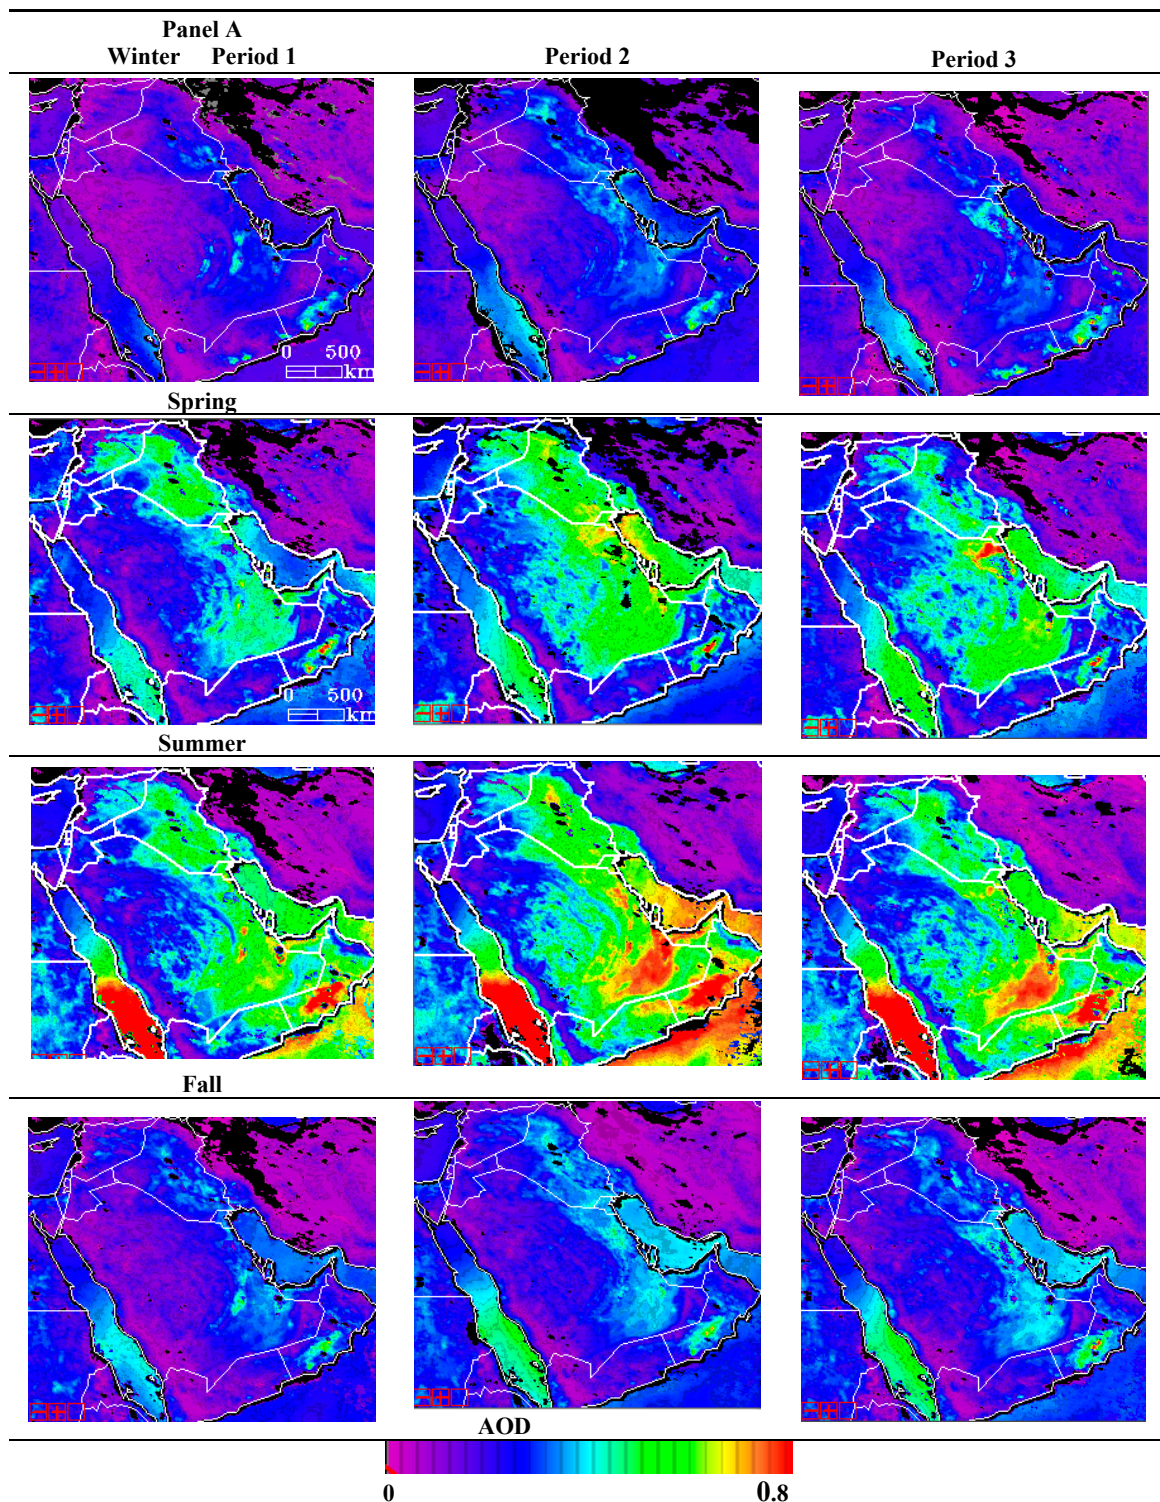 Panel A
Winter Period 1 Period 2 Period 3
0 500
km
Spring
0 500
km
Summer
Fall
AOD
0 0.8